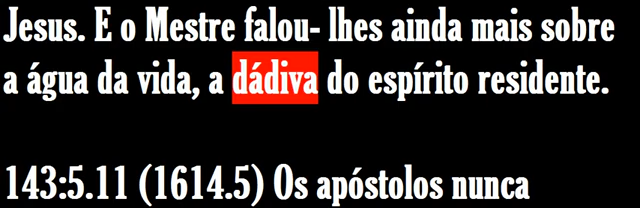 Jesus. E o Mestre falou- lhes ainda mais sobre
a água da vida, a dádiva do espírito residente.
143:5.11 (1614.5) Os apóstolos nunca